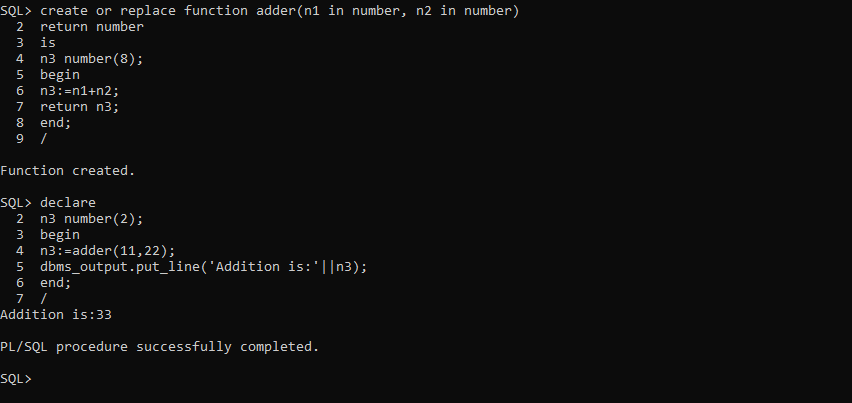 SQL> create or replace function adder(n1 in number, n2 in number)
  2  return number
  3  is
  4  n3 number(8);
  5  begin
  6  n3:=n1+n2;
  7  return n3;
  8  end;
  9  /
Function created.
SQL> declare
  2  n3 number(2);
  3  begin
  4  n3:=adder(11,22);
  5  dbms_output.put_line('Addition is:'||n3);
  6  end;
  7  /
Addition is:33
PL/SQL procedure successfully completed.
SQL>